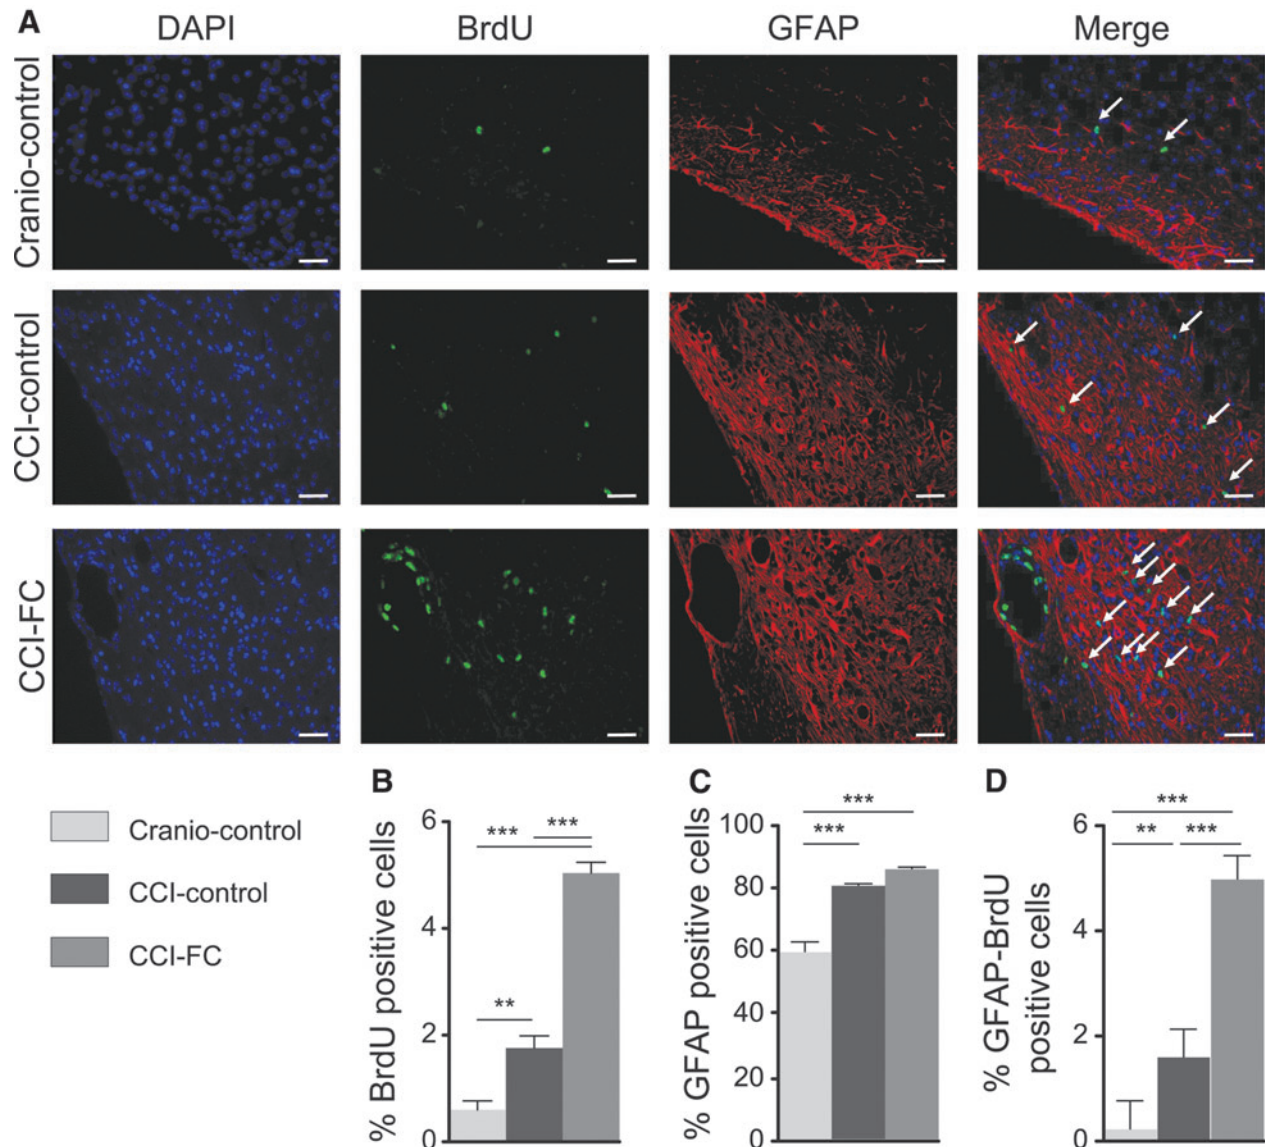 A
DAPI BrdU GFAP Merge
Cranio-control
CCI-control
CCI-FC
Cranio-control
CCI-control
CCI-FC
B
% BrdU positive cells
6
4
2
0
*** ***
**
C
% GFAP positive cells
100
80
60
40
20
0
***
***
D
% GFAP-BrdU
positive cells
6
4
2
0
***
** ***